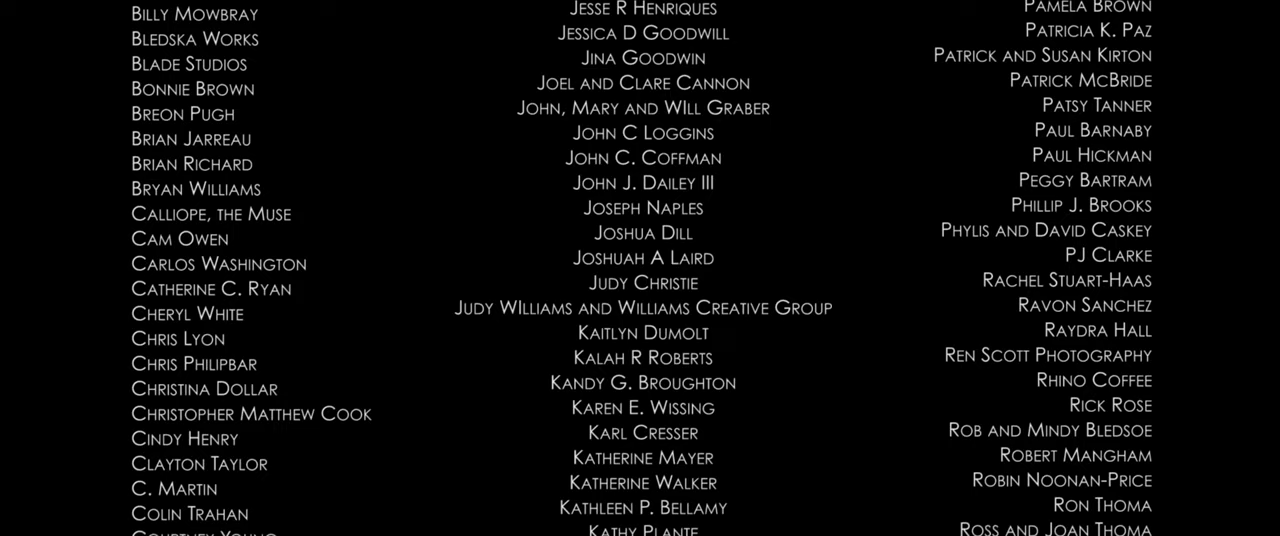 Billy Mowbray
Bledska Works
Blade Studios
Bonnie Brown
Breon Pugh
Brian Jarreau
Brian Richard
Bryan Williams
Calliope, the Muse
Cam Owen
Carlos Washington
Catherine C. Ryan
Cheryl White
Chris Lyon
Chris Philipbar
Christina Dollar
Christopher Matthew Cook
Cindy Henry
Clayton Taylor
C. Martin
Colin Trahan
Courtney Young
Jesse R Henriques
Jessica D Goodwill
Jina Goodwin
Joel and Clare Cannon
John, Mary and WIll Graber
John C Loggins
John C. Coffman
John J. Dailey III
Joseph Naples
Joshua Dill
Joshuah A Laird
Judy Christie
Judy WIlliams and Williams Creative Group
Kaitlyn Dumolt
Kalah R Roberts
Kandy G. Broughton
Karen E. Wissing
Karl Cresser
Katherine Mayer
Katherine Walker
Kathleen P. Bellamy
Kathy Plante
Pamela Brown
Patricia K. Paz
Patrick and Susan Kirton
Patrick McBride
Patsy Tanner
Paul Barnaby
Paul Hickman
Peggy Bartram
Phillip J. Brooks
Phylis and David Caskey
PJ Clarke
Rachel Stuart-Haas
Ravon Sanchez
Raydra Hall
Ren Scott Photography
Rhino Coffee
Rick Rose
Rob and Mindy Bledsoe
Robert Mangham
Robin Noonan-Price
Ron Thoma
Ross and Joan Thoma